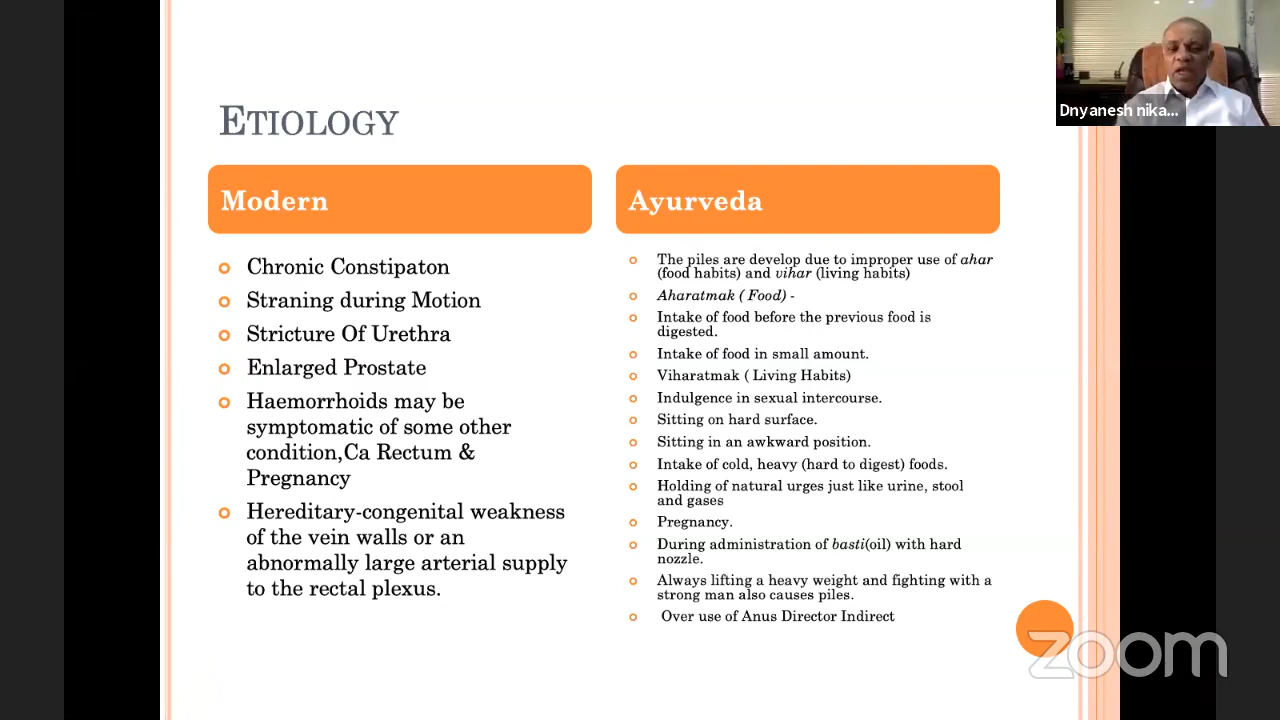 ETIOLOGY
Modern
Chronic Constipaton
Straning during Motion
Stricture Of Urethra
Enlarged Prostate
Haemorrhoids may be
symptomatic of some other
condition,Ca Rectum &
Pregnancy
Hereditary-congenital weakness
of the vein walls or an
abnormally large arterial supply
to the rectal plexus.
Ayurveda
The piles are develop due to improper use of ahar
(food habits) and vihar (living habits)
Aharatmak ( Food) -
Intake of food before the previous food is
digested.
Intake of food in small amount.
Viharatmak ( Living Habits)
Indulgence in sexual intercourse.
Sitting on hard surface.
Sitting in an awkward position.
Intake of cold, heavy (hard to digest) foods.
Holding of natural urges just like urine, stool
and gases
Pregnancy.
During administration of basti(oil) with hard
nozzle.
Always lifting a heavy weight and fighting with a
strong man also causes piles.
Over use of Anus Director Indirect
Dnyanesh nika...
zoom